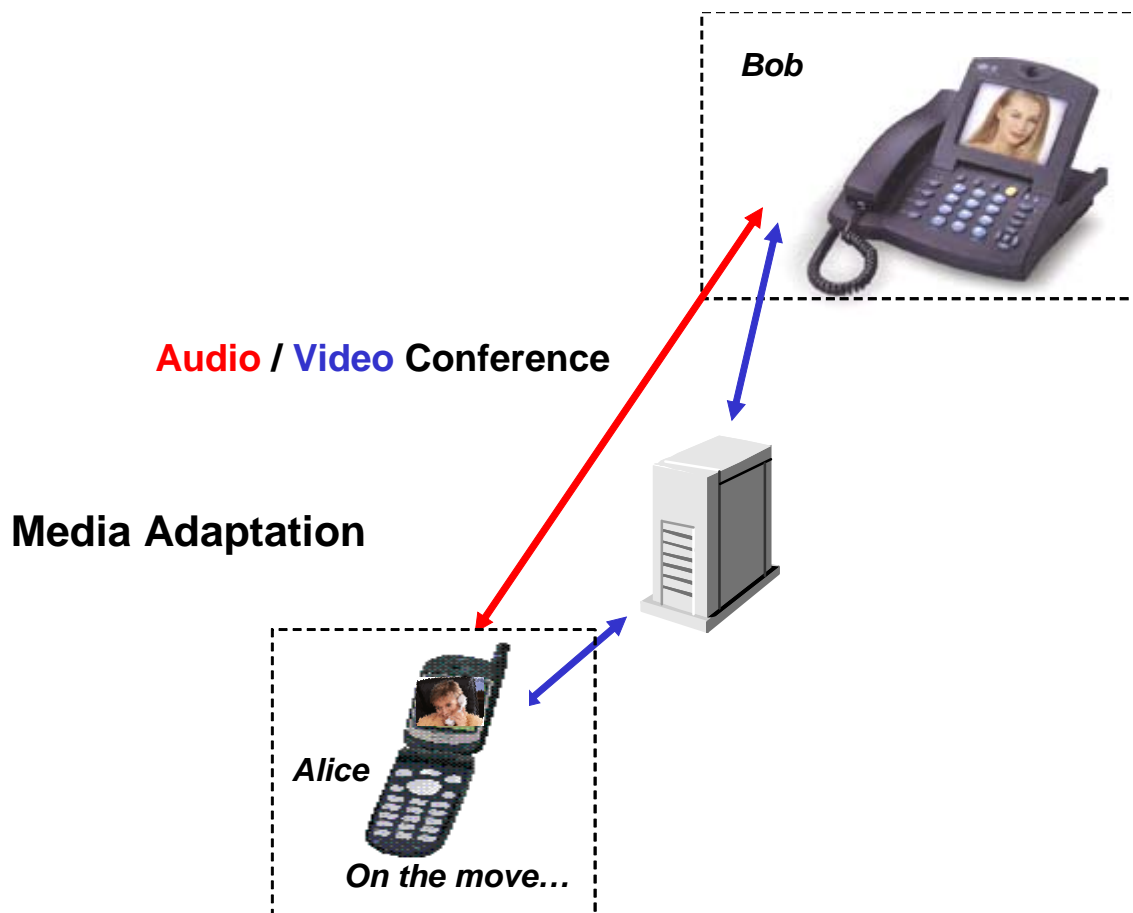 Bob
Audio / Video Conference
Media Adaptation
Alice
On the move…